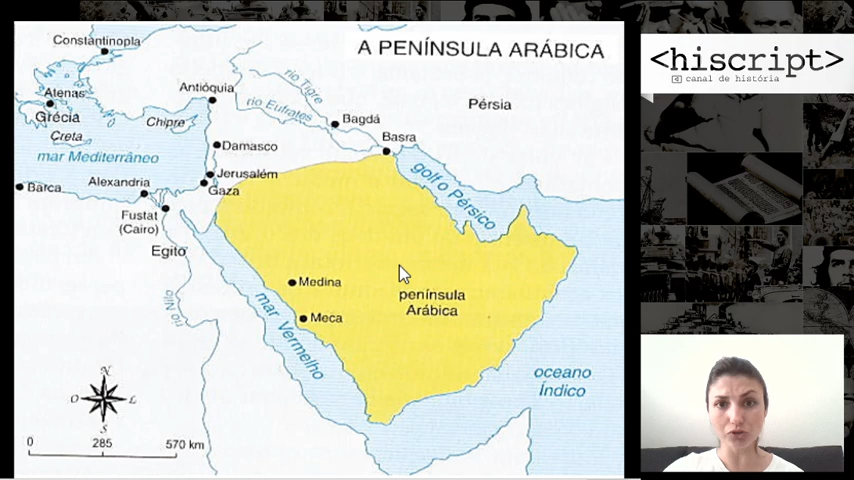 A PENÍNSULA ARÁBICA
<hiscript>
canal de história
Constantinopla
Atenas
Grécia
Creta
Antióquia
Chipre
rio Tigre
rio Eufrates
Bagdá
Pérsia
Basra
mar Mediterrâneo
Damasco
Jerusalém
Gaza
Barca
Alexandria
Fustat
(Cairo)
Egito
rio Nilo
golfo Pérsico
Medina
Meca
mar Vermelho
península
Arábica
oceano
Índico
N
O
L
S
0
285
570 km